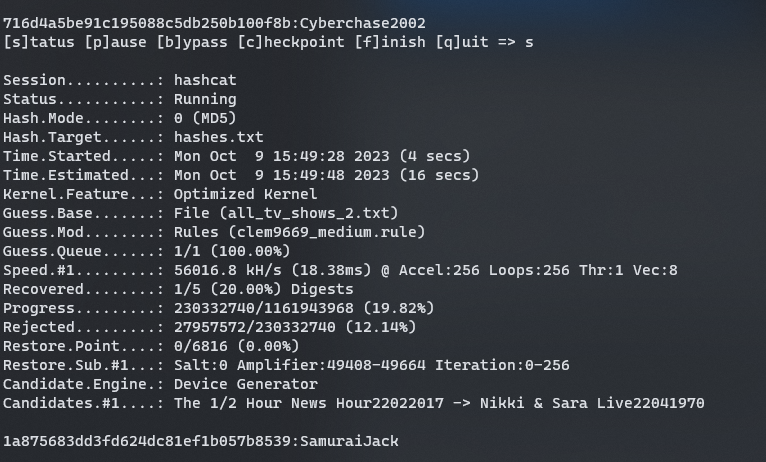 716d4a5be91c195088c5db250b100f8b:Cyberchase2002
[s]tatus [p]ause [b]ypass [c]heckpoint [f]inish [q]uit => s
Session..........: hashcat
Status...........: Running
Hash.Mode........: 0 (MD5)
Hash.Target......: hashes.txt
Time.Started.....: Mon Oct  9 15:49:28 2023 (4 secs)
Time.Estimated...: Mon Oct  9 15:49:48 2023 (16 secs)
Kernel.Feature...: Optimized Kernel
Guess.Base.......: File (all_tv_shows_2.txt)
Guess.Mod........: Rules (clem9669_medium.rule)
Guess.Queue......: 1/1 (100.00%)
Speed.#1.........: 56016.8 kH/s (18.38ms) @ Accel:256 Loops:256 Thr:1 Vec:8
Recovered........: 1/5 (20.00%) Digests
Progress.........: 230332740/1161943968 (19.82%)
Rejected.........: 27957572/230332740 (12.14%)
Restore.Point....: 0/6816 (0.00%)
Restore.Sub.#1...: Salt:0 Amplifier:49408-49664 Iteration:0-256
Candidate.Engine.: Device Generator
Candidates.#1....: The 1/2 Hour News Hour22022017 -> Nikki & Sara Live22041970
1a875683dd3fd624dc81ef1b057b8539:SamuraiJack